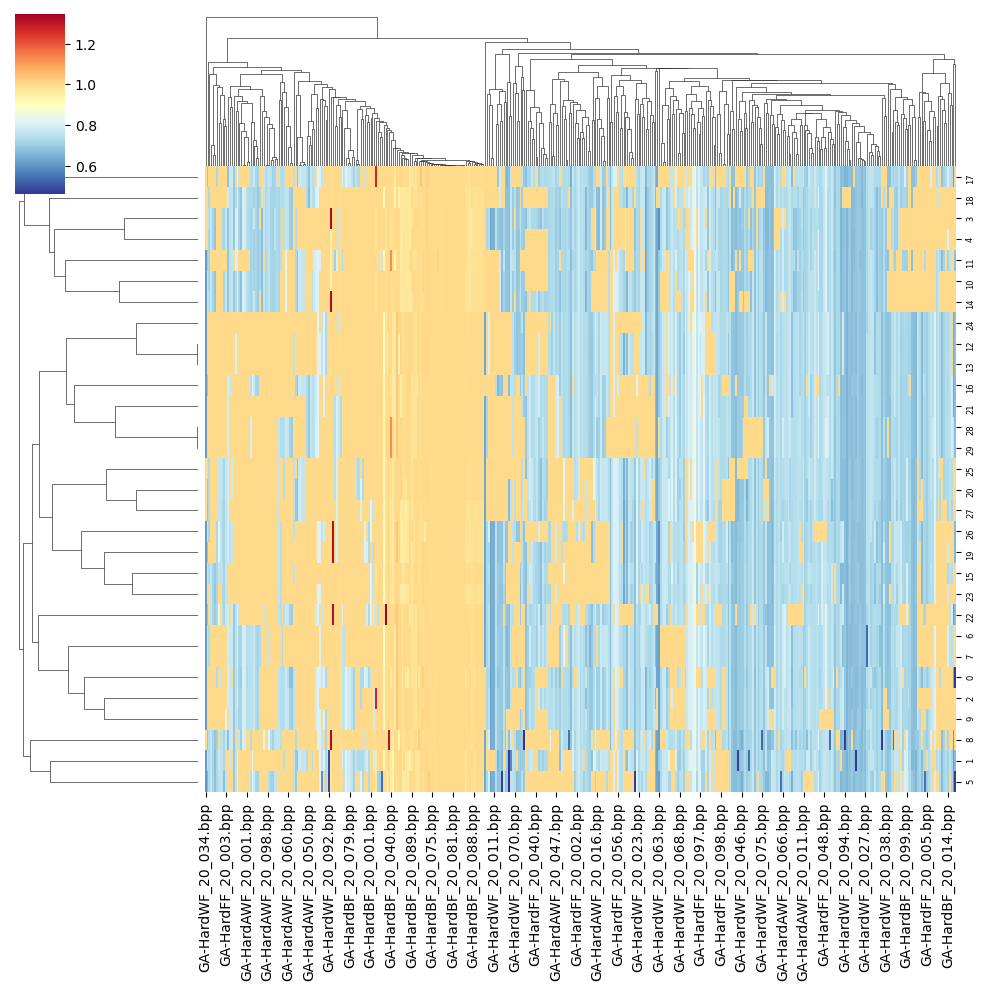 1.2
1.0
0.8
0.6
17
18
3
4
11
10
14
24
12
13
16
21
28
29
25
20
27
26
19
15
23
22
6
7
0
2
9
8
1
5
GA-HardWF_20_034.bpp
GA-HardFF_20_003.bpp
GA-HardAWF_20_001.bpp
GA-HardAWF_20_098.bpp
GA-HardAWF_20_060.bpp
GA-HardAWF_20_050.bpp
GA-HardWF_20_092.bpp
GA-HardBF_20_079.bpp
GA-HardBF_20_001.bpp
GA-HardBF_20_040.bpp
GA-HardBF_20_089.bpp
GA-HardBF_20_075.bpp
GA-HardBF_20_081.bpp
GA-HardBF_20_088.bpp
GA-HardWF_20_011.bpp
GA-HardWF_20_070.bpp
GA-HardFF_20_040.bpp
GA-HardAWF_20_047.bpp
GA-HardFF_20_002.bpp
GA-HardAWF_20_016.bpp
GA-HardFF_20_056.bpp
GA-HardWF_20_023.bpp
GA-HardWF_20_063.bpp
GA-HardWF_20_068.bpp
GA-HardFF_20_097.bpp
GA-HardFF_20_098.bpp
GA-HardWF_20_046.bpp
GA-HardWF_20_075.bpp
GA-HardAWF_20_066.bpp
GA-HardAWF_20_011.bpp
GA-HardFF_20_048.bpp
GA-HardWF_20_094.bpp
GA-HardWF_20_027.bpp
GA-HardWF_20_038.bpp
GA-HardBF_20_099.bpp
GA-HardFF_20_005.bpp
GA-HardBF_20_014.bpp